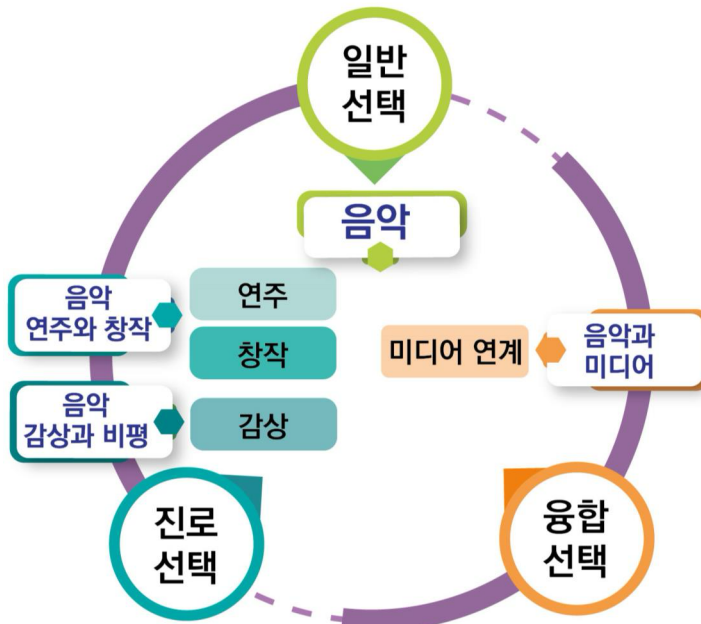 일반
선택
음악
음악
연주와 창작
연주
창작
음악
감상과 비평
감상
미디어 연계
음악과
미디어
진로
선택
융합
선택